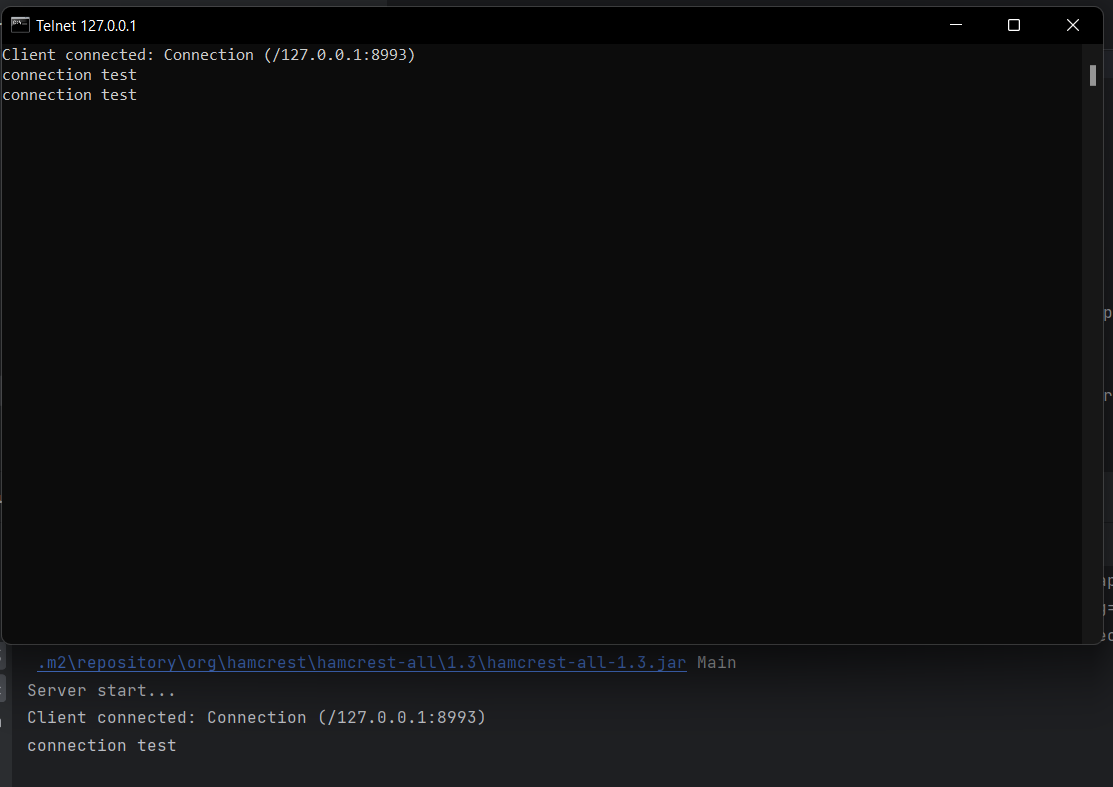 Telnet 127.0.0.1
Client connected: Connection (/127.0.0.1:8993)
connection test
connection test
.m2\repository\org\hamcrest\hamcrest-all\1.3\hamcrest-all-1.3.jar Main
Server start...
Client connected: Connection (/127.0.0.1:8993)
connection test